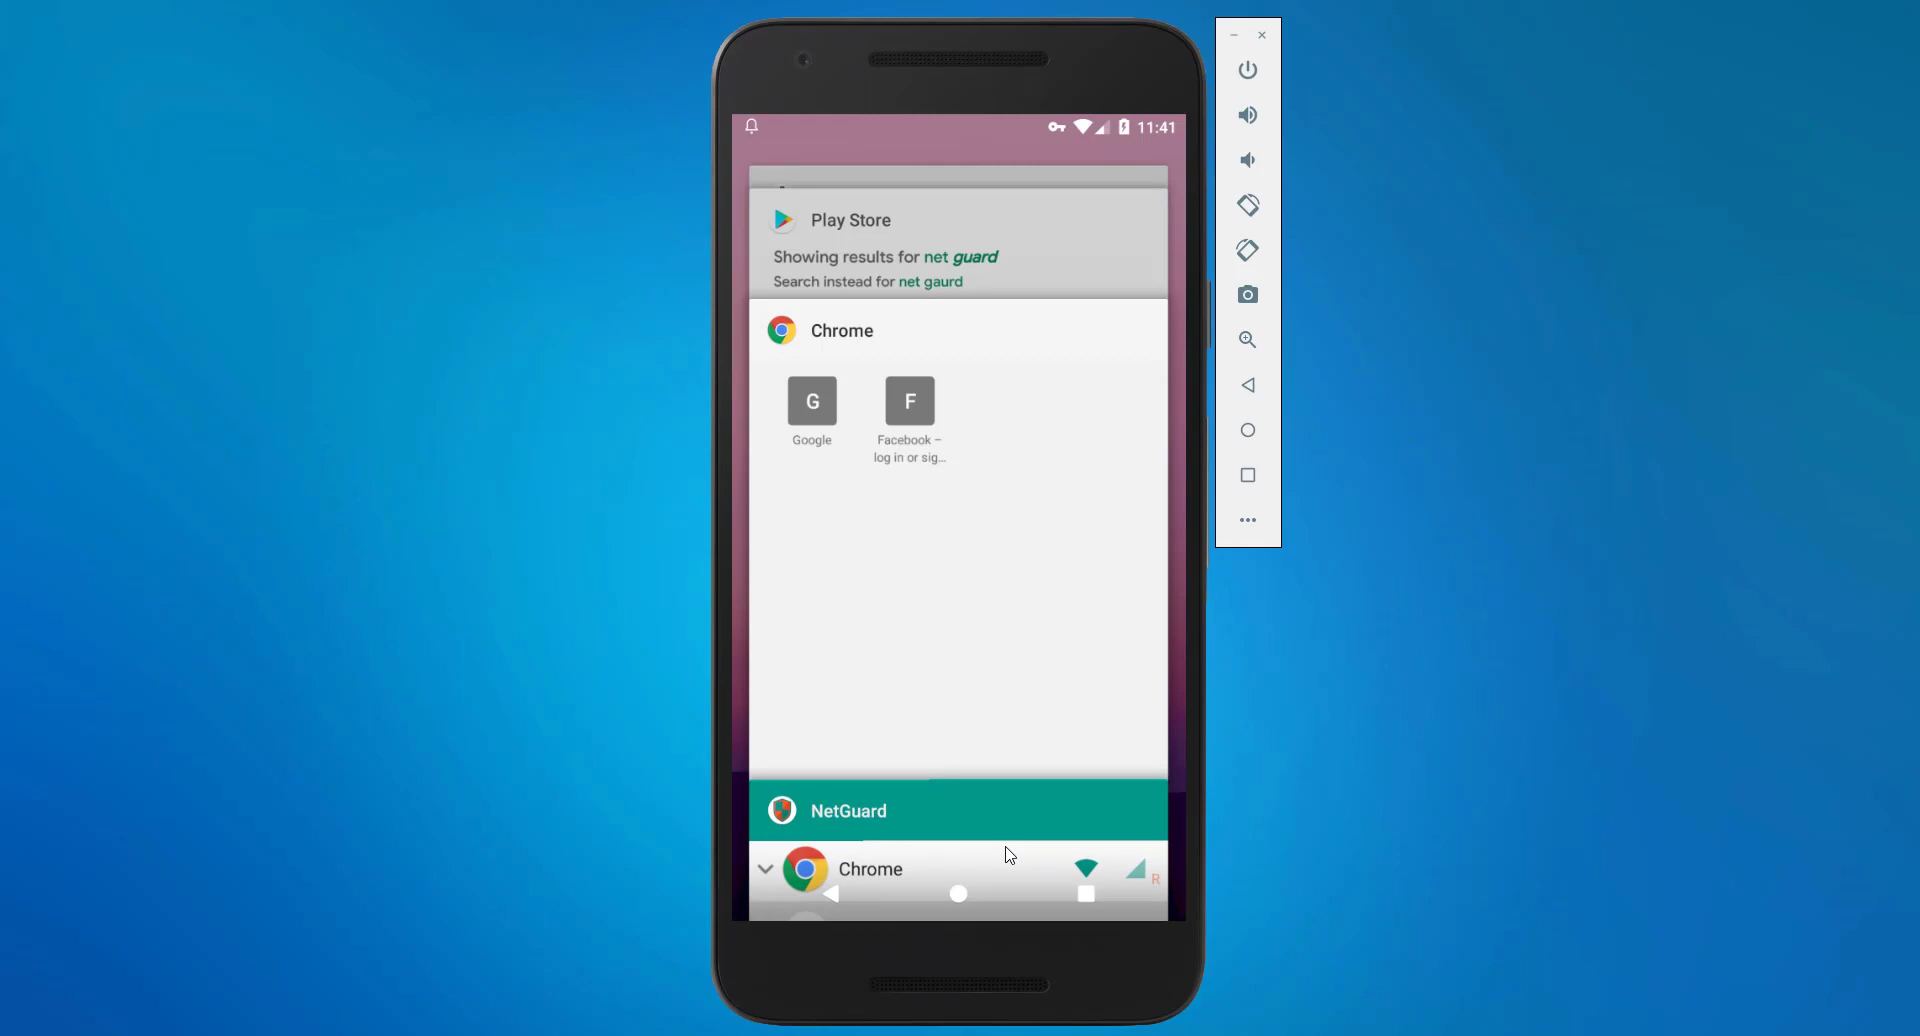 11:41
Play Store
Showing results for net guard
Search instead for net gaurd
Chrome
G
F
Google
Facebook –
log in or sig...
NetGuard
Chrome
R